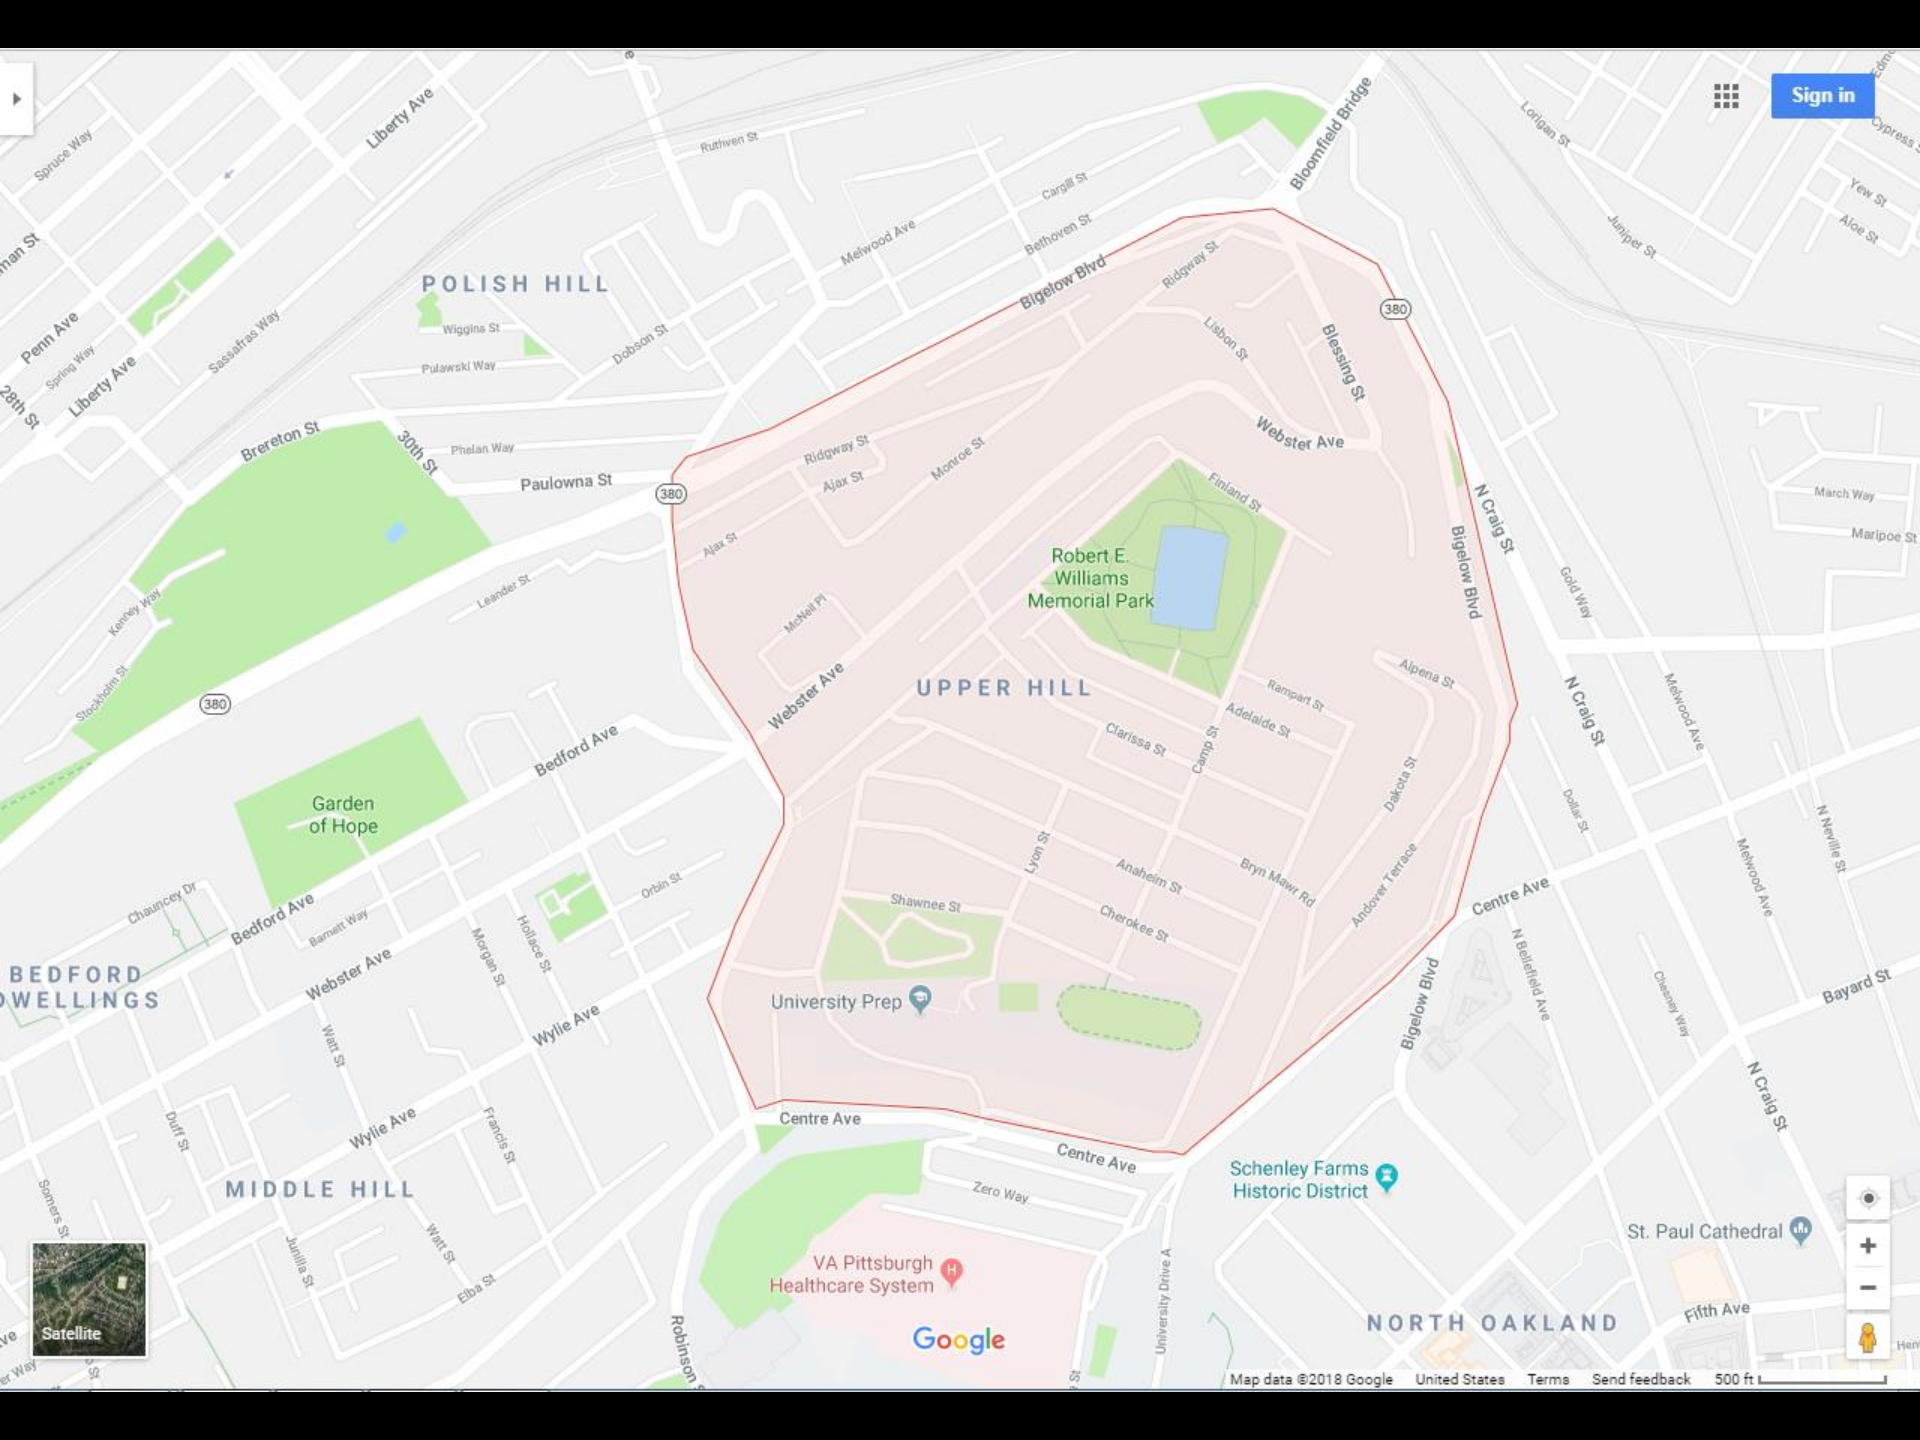 Sign in
Liberty Ave
Spruce Way
Ruthven St
Bloomfield Bridge
Lorigan St
Cypress
Cargill St
Yew St
Aloe St
Juniper St
Melwood Ave
Bethoven St
man St
POLISH HILL
Bigelow Blvd
Ridgway St
380
Penn Ave
Spring Way
Liberty Ave
Sassafras Way
Wiggins St
Dobson St
Pulawski Way
Lisbon St
Blessing St
28th St
Brereton St
30th St
Phelan Way
Paulowna St
380
Ridgway St
Ajax St
Monroe St
Webster Ave
Finland St
N Craig St
March Way
Maripoe St
Ajax St
Leander St
Kenney Way
McNeil Pl
Robert E.
Williams
Memorial Park
Bigelow Blvd
Gold Way
Stockholm St
380
Webster Ave
UPPER HILL
Rampart St
Alpena St
N Craig St
Melwood Ave
Bedford Ave
Clarissa St
Camp St
Adelaide St
Dakota St
Dollar St
Garden
of Hope
N Neville St
Lyon St
Anaheim St
Bryn Mawr Rd
Andover Terrace
Centre Ave
Melwood Ave
Orbin St
Chauncey Dr
Bedford Ave
Barnett Way
Shawnee St
Cherokee St
Hollace St
Morgan St
Webster Ave
N Bellefield Ave
BEDFORD
DWELLINGS
University Prep
Bigelow Blvd
Chesney Way
Bayard St
Watt St
Wylie Ave
N Craig St
Duff St
Wylie Ave
Francis St
Centre Ave
Centre Ave
MIDDLE HILL
Somers St
Watt St
Zero Way
Schenley Farms
Historic District
St. Paul Cathedral
Junilla St
Elba St
VA Pittsburgh
Healthcare System
H
University Drive A
Satellite
Robinson S
Google
NORTH OAKLAND
Fifth Ave
Hen
Map data ©2018 Google United States Terms Send feedback 500 ft